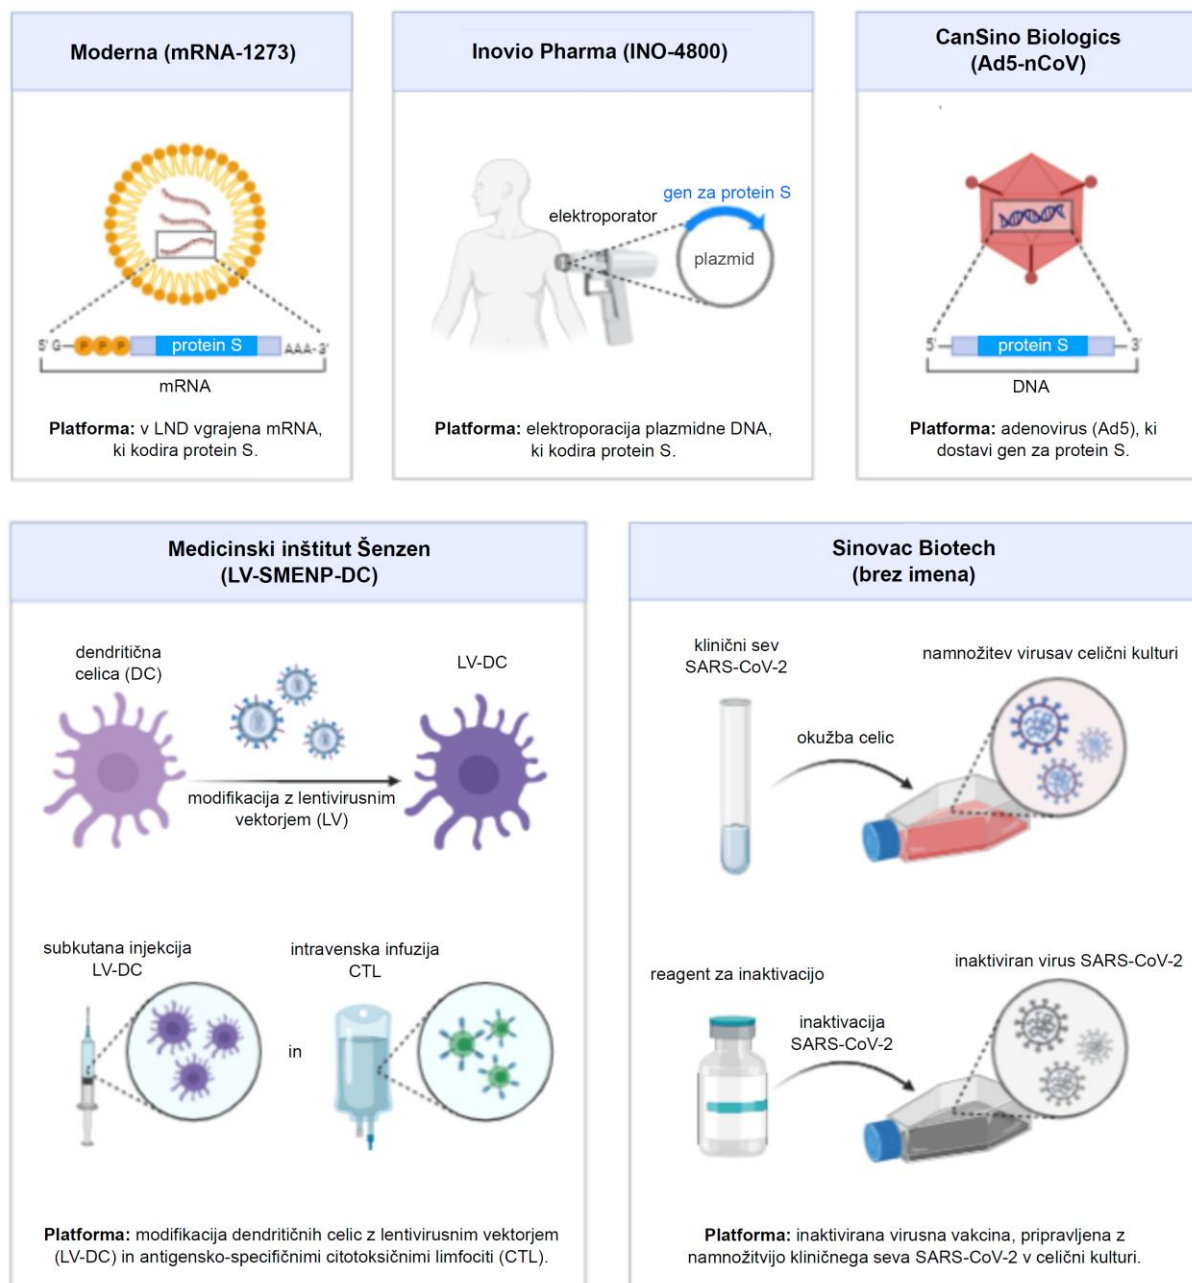 Moderna (mRNA-1273)
5' G
P P P
protein S
AAA-3'
mRNA
Platforma: v LND vgrajena mRNA,
ki kodira protein S.
Inovio Pharma (INO-4800)
gen za protein S
elektroporator
plazmid
Platforma: elektroporacija plazmidne DNA,
ki kodira protein S.
CanSino Biologics
(Ad5-nCoV)
5'
protein S
3'
DNA
Platforma: adenovirus (Ad5), ki
dostavi gen za protein S.
Medicinski inštitut Šenzen
(LV-SMENP-DC)
dendritična
celica (DC)
LV-DC
modifikacija z lentivirusnim
vektorjem (LV)
subkutana injekcija
LV-DC
in
intravenska infuzija
CTL
Platforma: modifikacija dendritičnih celic z lentivirusnim vektorjem
(LV-DC) in antigensko-specifičnimi citotoksičnimi limfociti (CTL).
Sinovac Biotech
(brez imena)
klinični sev
SARS-CoV-2
namnožitev virusav celični kulturi
okužba celic
reagent za inaktivacijo
inaktiviran virus SARS-CoV-2
inaktivacija
SARS-CoV-2
Platforma: inaktivirana virusna vakcina, pripravljena z
namnožitvijo kliničnega seva SARS-CoV-2 v celični kulturi.